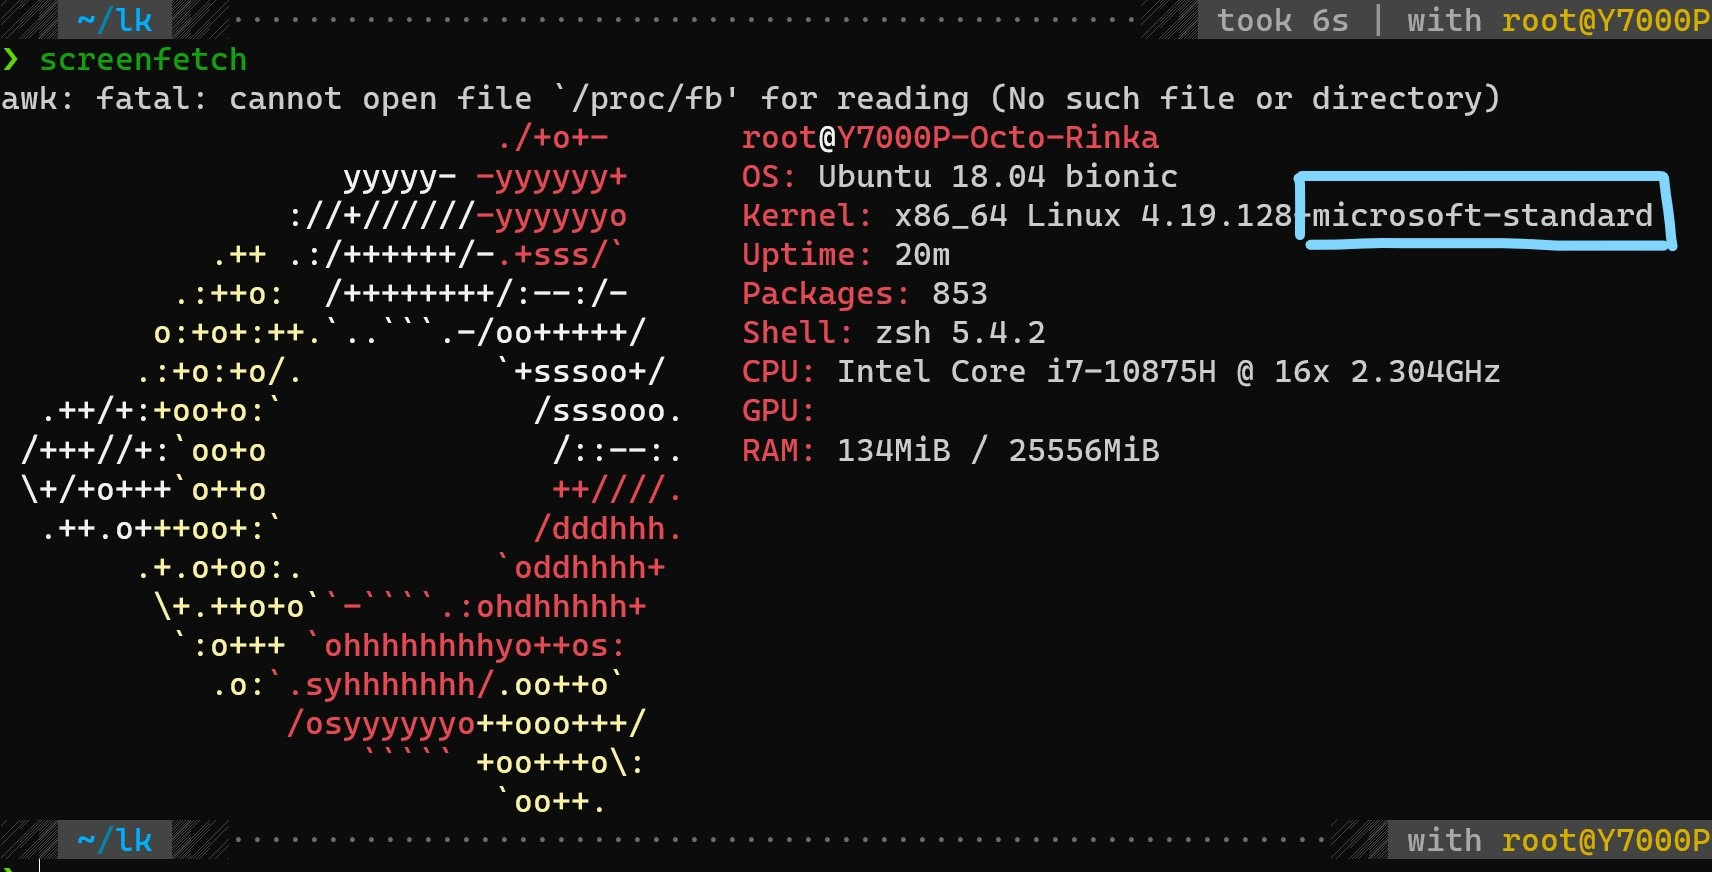 ~/lk took 6s | with root@Y7000P
❯ screenfetch
awk: fatal: cannot open file `/proc/fb' for reading (No such file or directory)
./+o+- root@Y7000P-Octo-Rinka
yyyyy- -yyyyyy+ OS: Ubuntu 18.04 bionic
://+//////-yyyyyyo Kernel: x86_64 Linux 4.19.128-microsoft-standard
.++ .:/++++++/-.+sss/` Uptime: 20m
.:++o: /++++++++/:--:/- Packages: 853
o:+o+:++.`..```.-/oo+++++/ Shell: zsh 5.4.2
.:+o:+o/. `+sssoo+/ CPU: Intel Core i7-10875H @ 16x 2.304GHz
.++/+:+oo+o:` /sssooo. GPU:
/+++//+:`oo+o /::--:. RAM: 134MiB / 25556MiB
\+/+o+++`o++o ++////.
.++.o+++oo+:` /dddhhh.
.+.o+oo:. `oddhhhh+
\+.++o+o``-````.:ohdhhhhh+
`:o+++ `ohhhhhhhhyo++os:
.o:`.syhhhhhhh/.oo++o`
/osyyyyyyo++ooo+++/
````` +oo+++o\:
`oo++.
~/lk with root@Y7000P